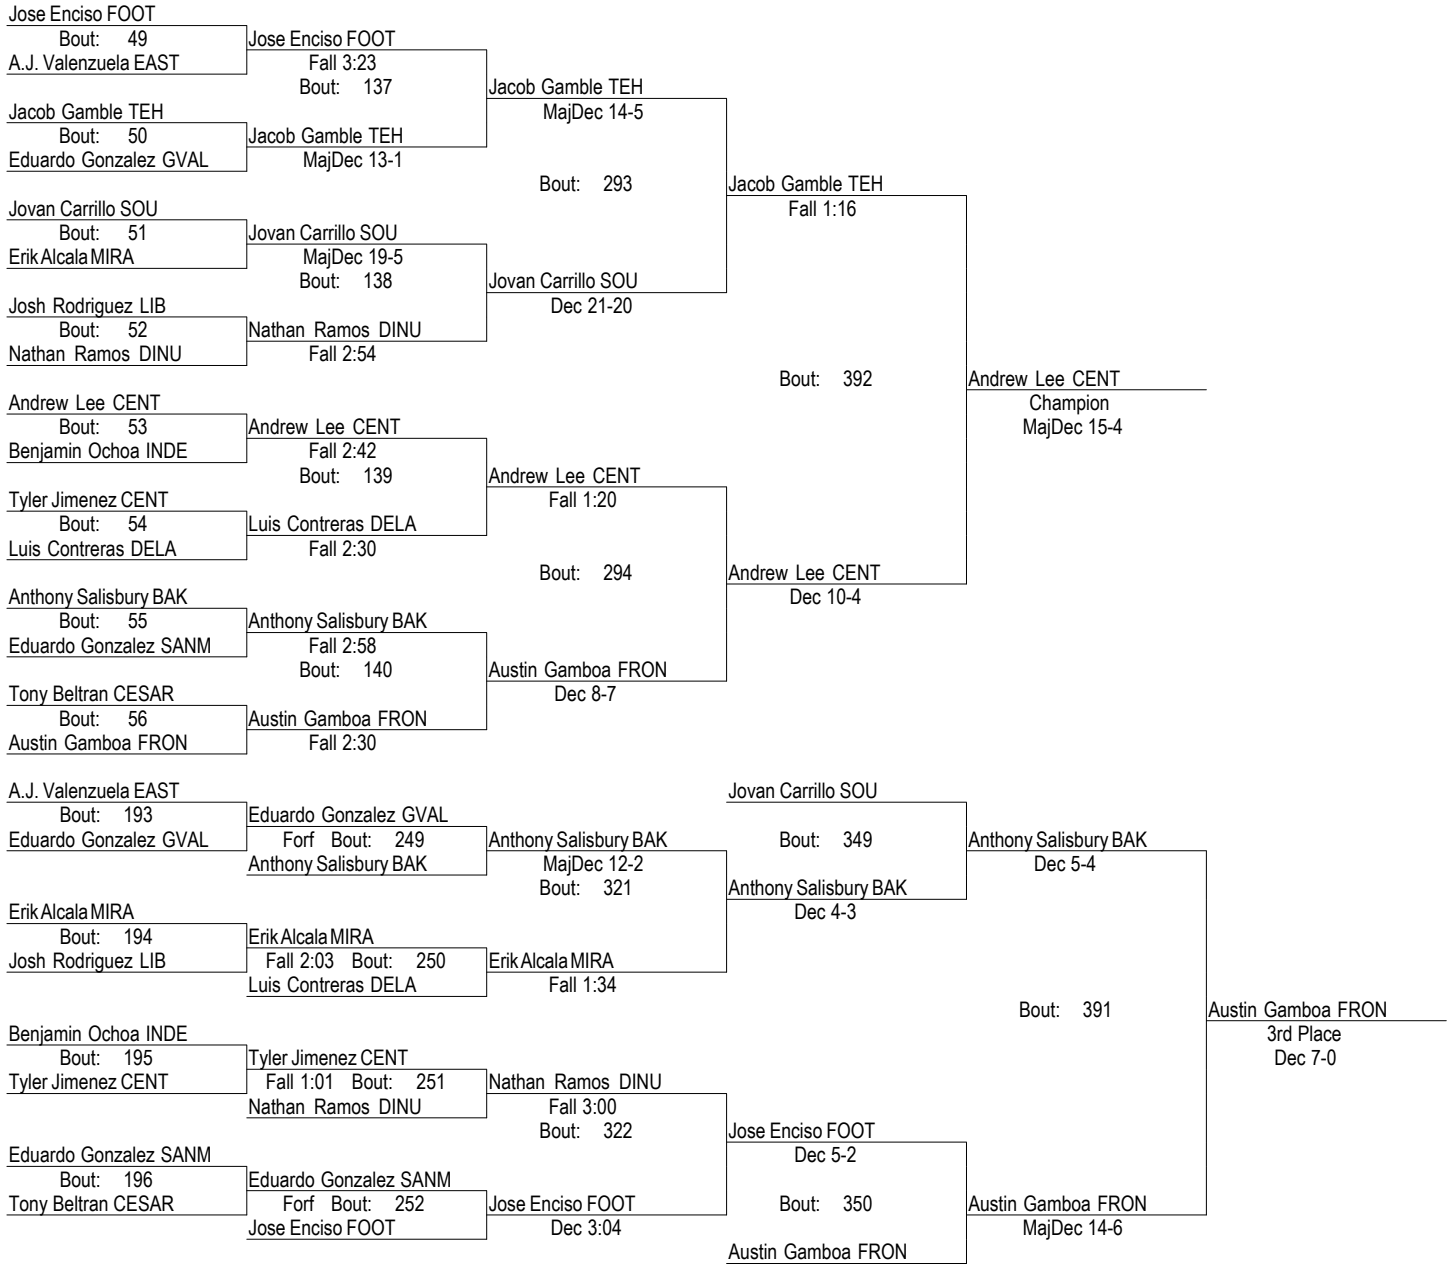 Jose Enciso FOOT
Bout: 49
Jose Enciso FOOT
A.J. Valenzuela EAST
Fall 3:23
Bout: 137
Jacob Gamble TEH
Jacob Gamble TEH
MajDec 14-5
Bout: 50
Jacob Gamble TEH
Eduardo Gonzalez GVAL
MajDec 13-1
Bout: 293
Jacob Gamble TEH
Jovan Carrillo SOU
Fall 1:16
Bout: 51
Jovan Carrillo SOU
Erik Alcala MIRA
MajDec 19-5
Bout: 138
Jovan Carrillo SOU
Josh Rodriguez LIB
Dec 21-20
Bout: 52
Nathan Ramos DINU
Nathan Ramos DINU
Fall 2:54
Bout: 392
Andrew Lee CENT
Andrew Lee CENT
Champion
Bout: 53
Andrew Lee CENT
MajDec 15-4
Benjamin Ochoa INDE
Fall 2:42
Bout: 139
Andrew Lee CENT
Tyler Jimenez CENT
Fall 1:20
Bout: 54
Luis Contreras DELA
Luis Contreras DELA
Fall 2:30
Bout: 294
Andrew Lee CENT
Anthony Salisbury BAK
Dec 10-4
Bout: 55
Anthony Salisbury BAK
Eduardo Gonzalez SANM
Fall 2:58
Bout: 140
Austin Gamboa FRON
Tony Beltran CESAR
Dec 8-7
Bout: 56
Austin Gamboa FRON
Austin Gamboa FRON
Fall 2:30
A.J. Valenzuela EAST
Jovan Carrillo SOU
Bout: 193
Eduardo Gonzalez GVAL
Eduardo Gonzalez GVAL
Forf Bout: 249
Anthony Salisbury BAK
Bout: 349
Anthony Salisbury BAK
Anthony Salisbury BAK
MajDec 12-2
Dec 5-4
Bout: 321
Anthony Salisbury BAK
Erik Alcala MIRA
Dec 4-3
Bout: 194
Erik Alcala MIRA
Josh Rodriguez LIB
Fall 2:03 Bout: 250
Erik Alcala MIRA
Luis Contreras DELA
Fall 1:34
Bout: 391
Austin Gamboa FRON
Benjamin Ochoa INDE
3rd Place
Bout: 195
Tyler Jimenez CENT
Dec 7-0
Tyler Jimenez CENT
Fall 1:01 Bout: 251
Nathan Ramos DINU
Nathan Ramos DINU
Fall 3:00
Bout: 322
Jose Enciso FOOT
Eduardo Gonzalez SANM
Dec 5-2
Bout: 196
Eduardo Gonzalez SANM
Tony Beltran CESAR
Forf Bout: 252
Jose Enciso FOOT
Bout: 350
Austin Gamboa FRON
Jose Enciso FOOT
Dec 3:04
MajDec 14-6
Austin Gamboa FRON